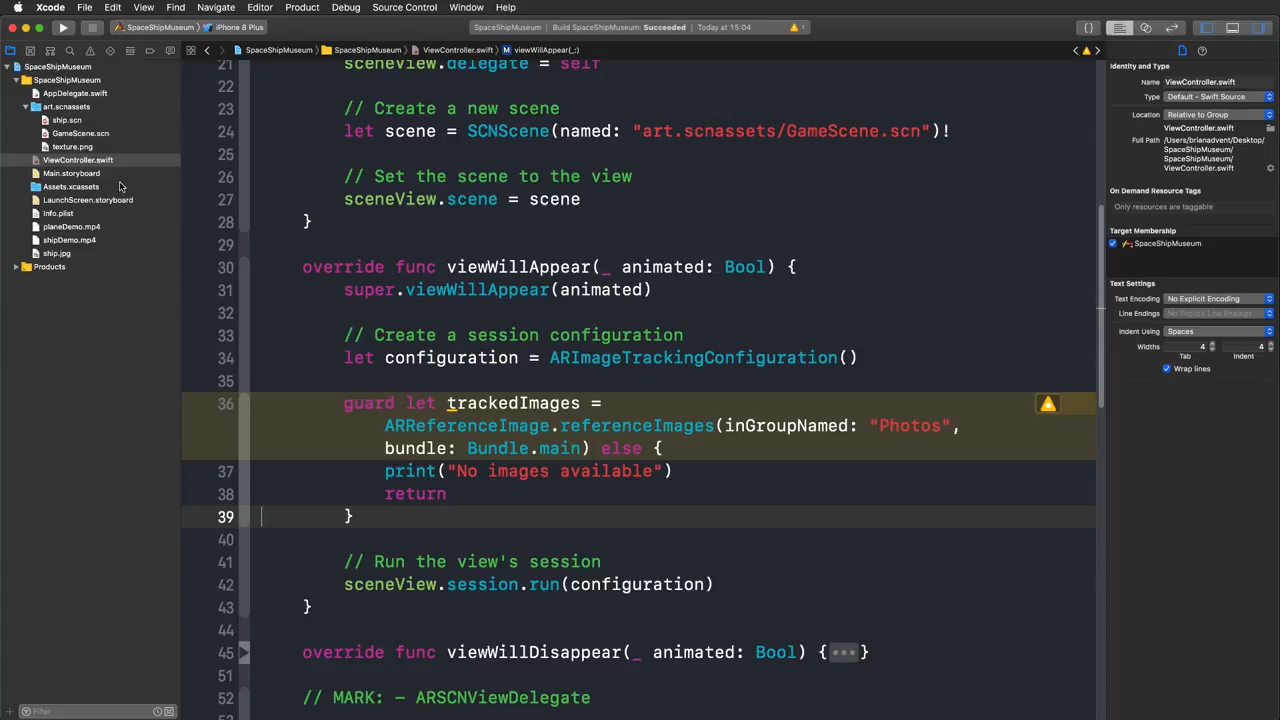 Xcode File Edit View Find Navigate Editor Product Debug Source Control Window Help
SpaceShipMuseum iPhone 8 Plus
SpaceShipMuseum Build SpaceShipMuseum: Succeeded Today at 15:04 1
SpaceShipMuseum SpaceShipMuseum ViewController.swift M viewWillAppear(_:)
SpaceShipMuseum
SpaceShipMuseum
AppDelegate.swift
art.scnassets
ship.scn
GameScene.scn
texture.png
ViewController.swift
Main.storyboard
Assets.xcassets
LaunchScreen.storyboard
Info.plist
planeDemo.mp4
shipDemo.mp4
ship.jpg
Products
Filter
21 sceneView.delegate = self
22
23 // Create a new scene
24 let scene = SCNScene(named: "art.scnassets/GameScene.scn")!
25
26 // Set the scene to the view
27 sceneView.scene = scene
28 }
29
30 override func viewWillAppear(_ animated: Bool) {
31 super.viewWillAppear(animated)
32
33 // Create a session configuration
34 let configuration = ARImageTrackingConfiguration()
35
36 guard let trackedImages =
ARReferenceImage.referenceImages(inGroupNamed: "Photos",
bundle: Bundle.main) else {
37 print("No images available")
38 return
39 }
40
41 // Run the view's session
42 sceneView.session.run(configuration)
43 }
44
45 override func viewWillDisappear(_ animated: Bool) {•••}
51
52 // MARK: - ARSCNViewDelegate
53
Identity and Type
Name ViewController.swift
Type Default - Swift Source
Location Relative to Group
ViewController.swift
Full Path /Users/brianadvent/Desktop/
SpaceShipMuseum/
SpaceShipMuseum/
ViewController.swift
On Demand Resource Tags
Only resources are taggable
Target Membership
SpaceShipMuseum
Text Settings
Text Encoding No Explicit Encoding
Line Endings No Explicit Line Endings
Indent Using Spaces
Widths 4 4
Tab Indent
Wrap lines